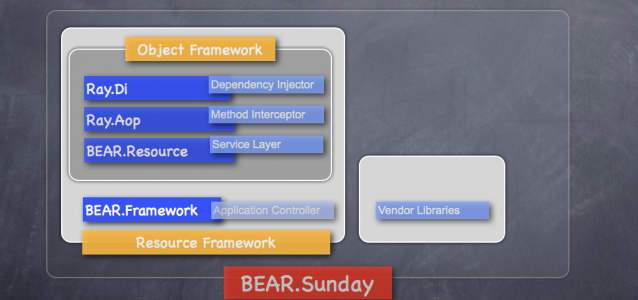 Object Framework
Ray.Di Dependency Injector
Ray.Aop Method Interceptor
BEAR.Resource Service Layer
BEAR.Framework Application Controller
Vendor Libraries
Resource Framework
BEAR.Sunday